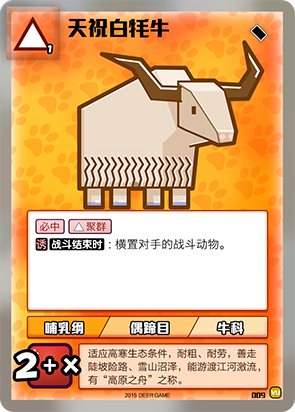 天祝白牦牛
1
必中 聚群
诱 战斗结束时：横置对手的战斗动物。
哺乳纲 偶蹄目 牛科
2+×
适应高寒生态条件，耐粗、耐劳，善走
陡坡险路、雪山沼泽，能游渡江河激流，
有“高原之舟”之称。
2015 DEER GAME
009 VU